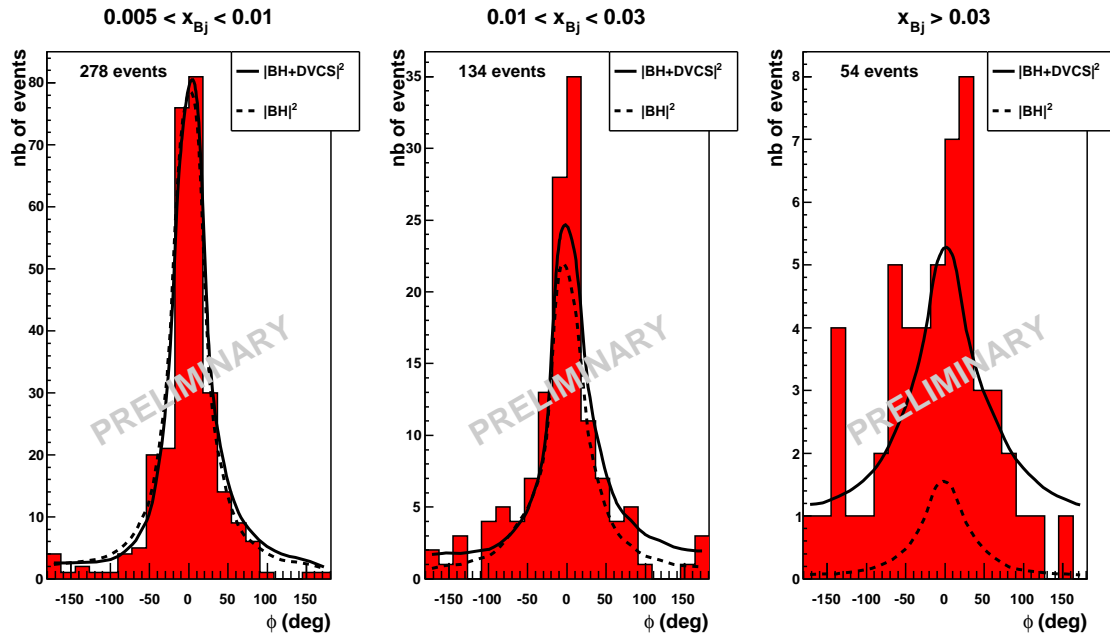 0.005 < x_Bj < 0.01
nb of events
80
70
60
50
40
30
20
10
0
278 events
|BH+DVCS|²
|BH|²
PRELIMINARY
-150 -100 -50 0 50 100 150
ϕ (deg)
0.01 < x_Bj < 0.03
nb of events
35
30
25
20
15
10
5
0
134 events
|BH+DVCS|²
|BH|²
PRELIMINARY
-150 -100 -50 0 50 100 150
ϕ (deg)
x_Bj > 0.03
nb of events
8
7
6
5
4
3
2
1
0
54 events
|BH+DVCS|²
|BH|²
PRELIMINARY
-150 -100 -50 0 50 100 150
ϕ (deg)